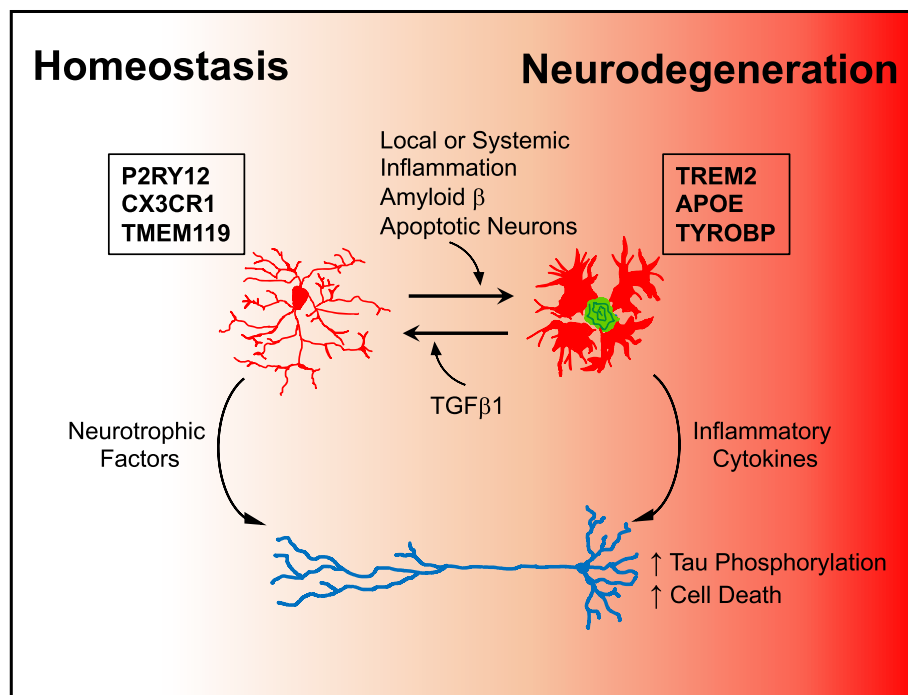 Homeostasis
Neurodegeneration
P2RY12
CX3CR1
TMEM119
Local or Systemic
Inflammation
Amyloid β
Apoptotic Neurons
TREM2
APOE
TYROBP
TGFβ1
Neurotrophic
Factors
Inflammatory
Cytokines
↑ Tau Phosphorylation
↑ Cell Death